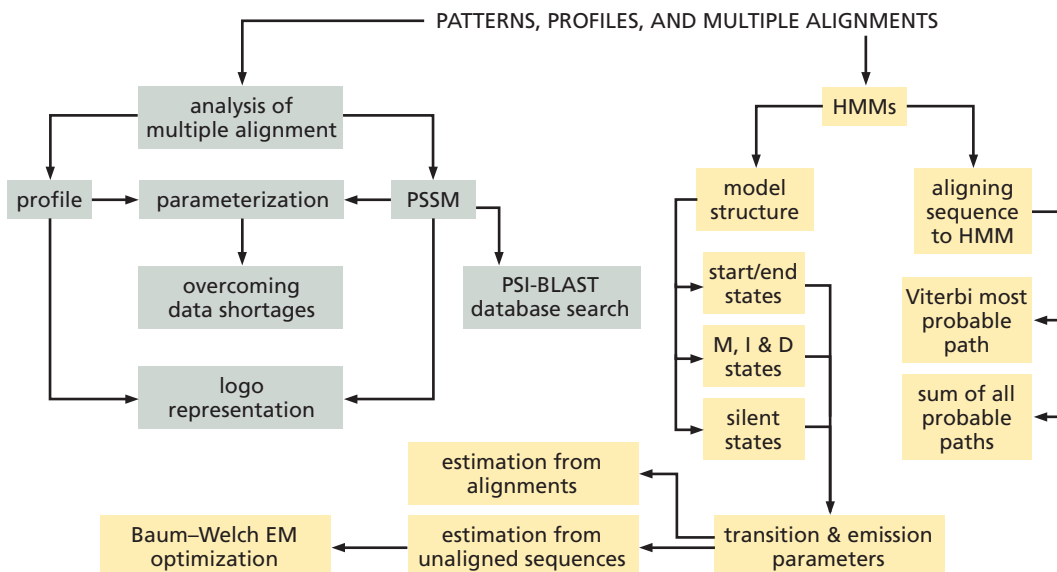 PATTERNS, PROFILES, AND MULTIPLE ALIGNMENTS
analysis of
multiple alignment
HMMs
profile
parameterization
PSSM
model
structure
aligning
sequence
to HMM
overcoming
data shortages
PSI-BLAST
database search
start/end
states
Viterbi most
probable
path
M, I & D
states
logo
representation
silent
states
sum of all
probable
paths
estimation from
alignments
Baum–Welch EM
optimization
estimation from
unaligned sequences
transition & emission
parameters